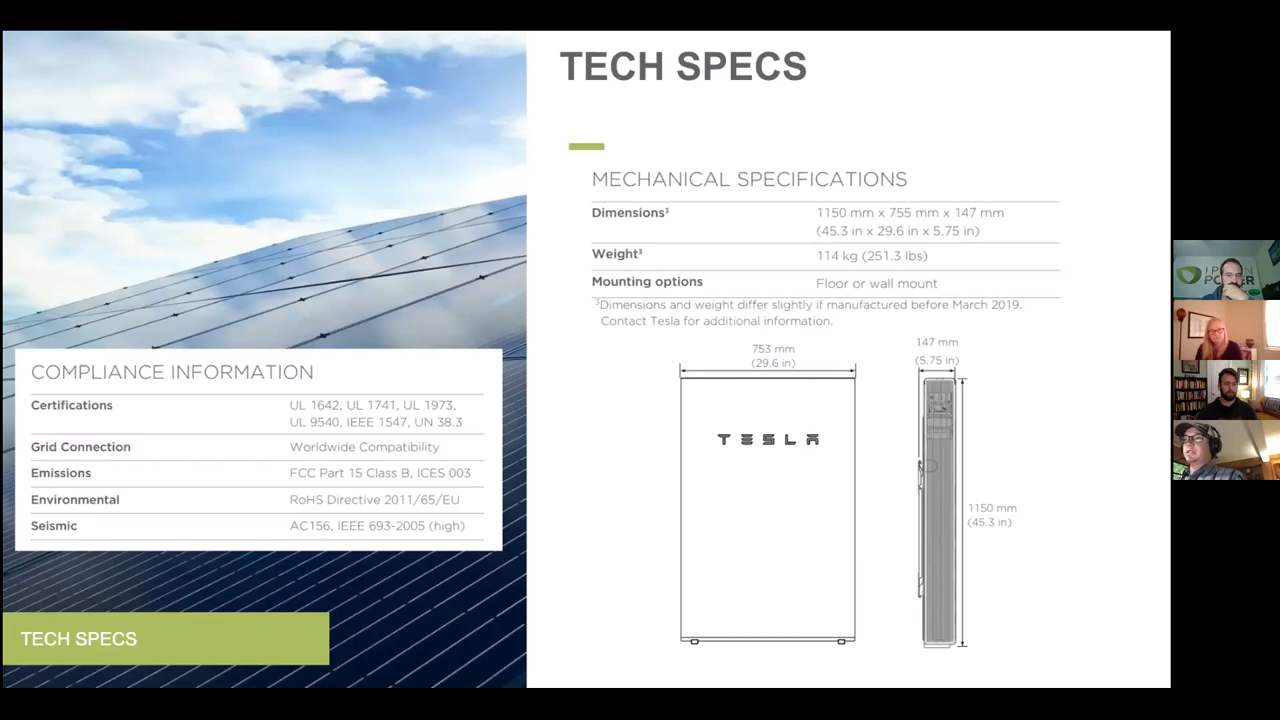 TECH SPECS
MECHANICAL SPECIFICATIONS
Dimensions³ 1150 mm x 755 mm x 147 mm
(45.3 in x 29.6 in x 5.75 in)
Weight³ 114 kg (251.3 lbs)
Mounting options Floor or wall mount
³Dimensions and weight differ slightly if manufactured before March 2019.
Contact Tesla for additional information.
753 mm
(29.6 in)
147 mm
(5.75 in)
TESLA
1150 mm
(45.3 in)
COMPLIANCE INFORMATION
Certifications UL 1642, UL 1741, UL 1973,
UL 9540, IEEE 1547, UN 38.3
Grid Connection Worldwide Compatibility
Emissions FCC Part 15 Class B, ICES 003
Environmental RoHS Directive 2011/65/EU
Seismic AC156, IEEE 693-2005 (high)
TECH SPECS